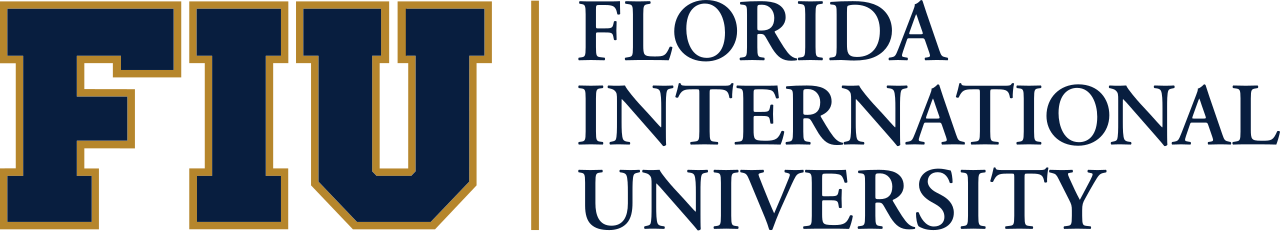 FIU
FLORIDA
INTERNATIONAL
UNIVERSITY